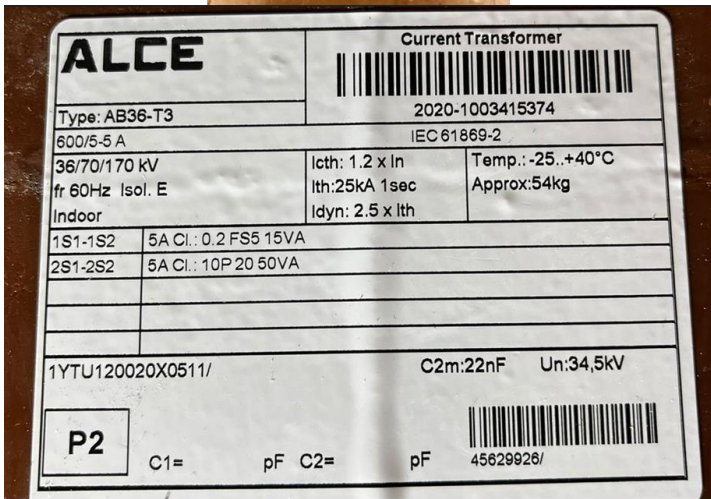 ALCE
Current Transformer
2020-1003415374
Type: AB36-T3
600/5-5 A
IEC 61869-2
36/70/170 kV
fr 60Hz Isol. E
Indoor
Icth: 1.2 x In
Ith:25kA 1sec
Idyn: 2.5 x Ith
Temp.: -25..+40°C
Approx:54kg
1S1-1S2 5A Cl.: 0.2 FS5 15VA
2S1-2S2 5A Cl.: 10P 20 50VA
1YTU120020X0511/
C2m:22nF Un:34,5kV
P2
C1= pF C2= pF
45629926/